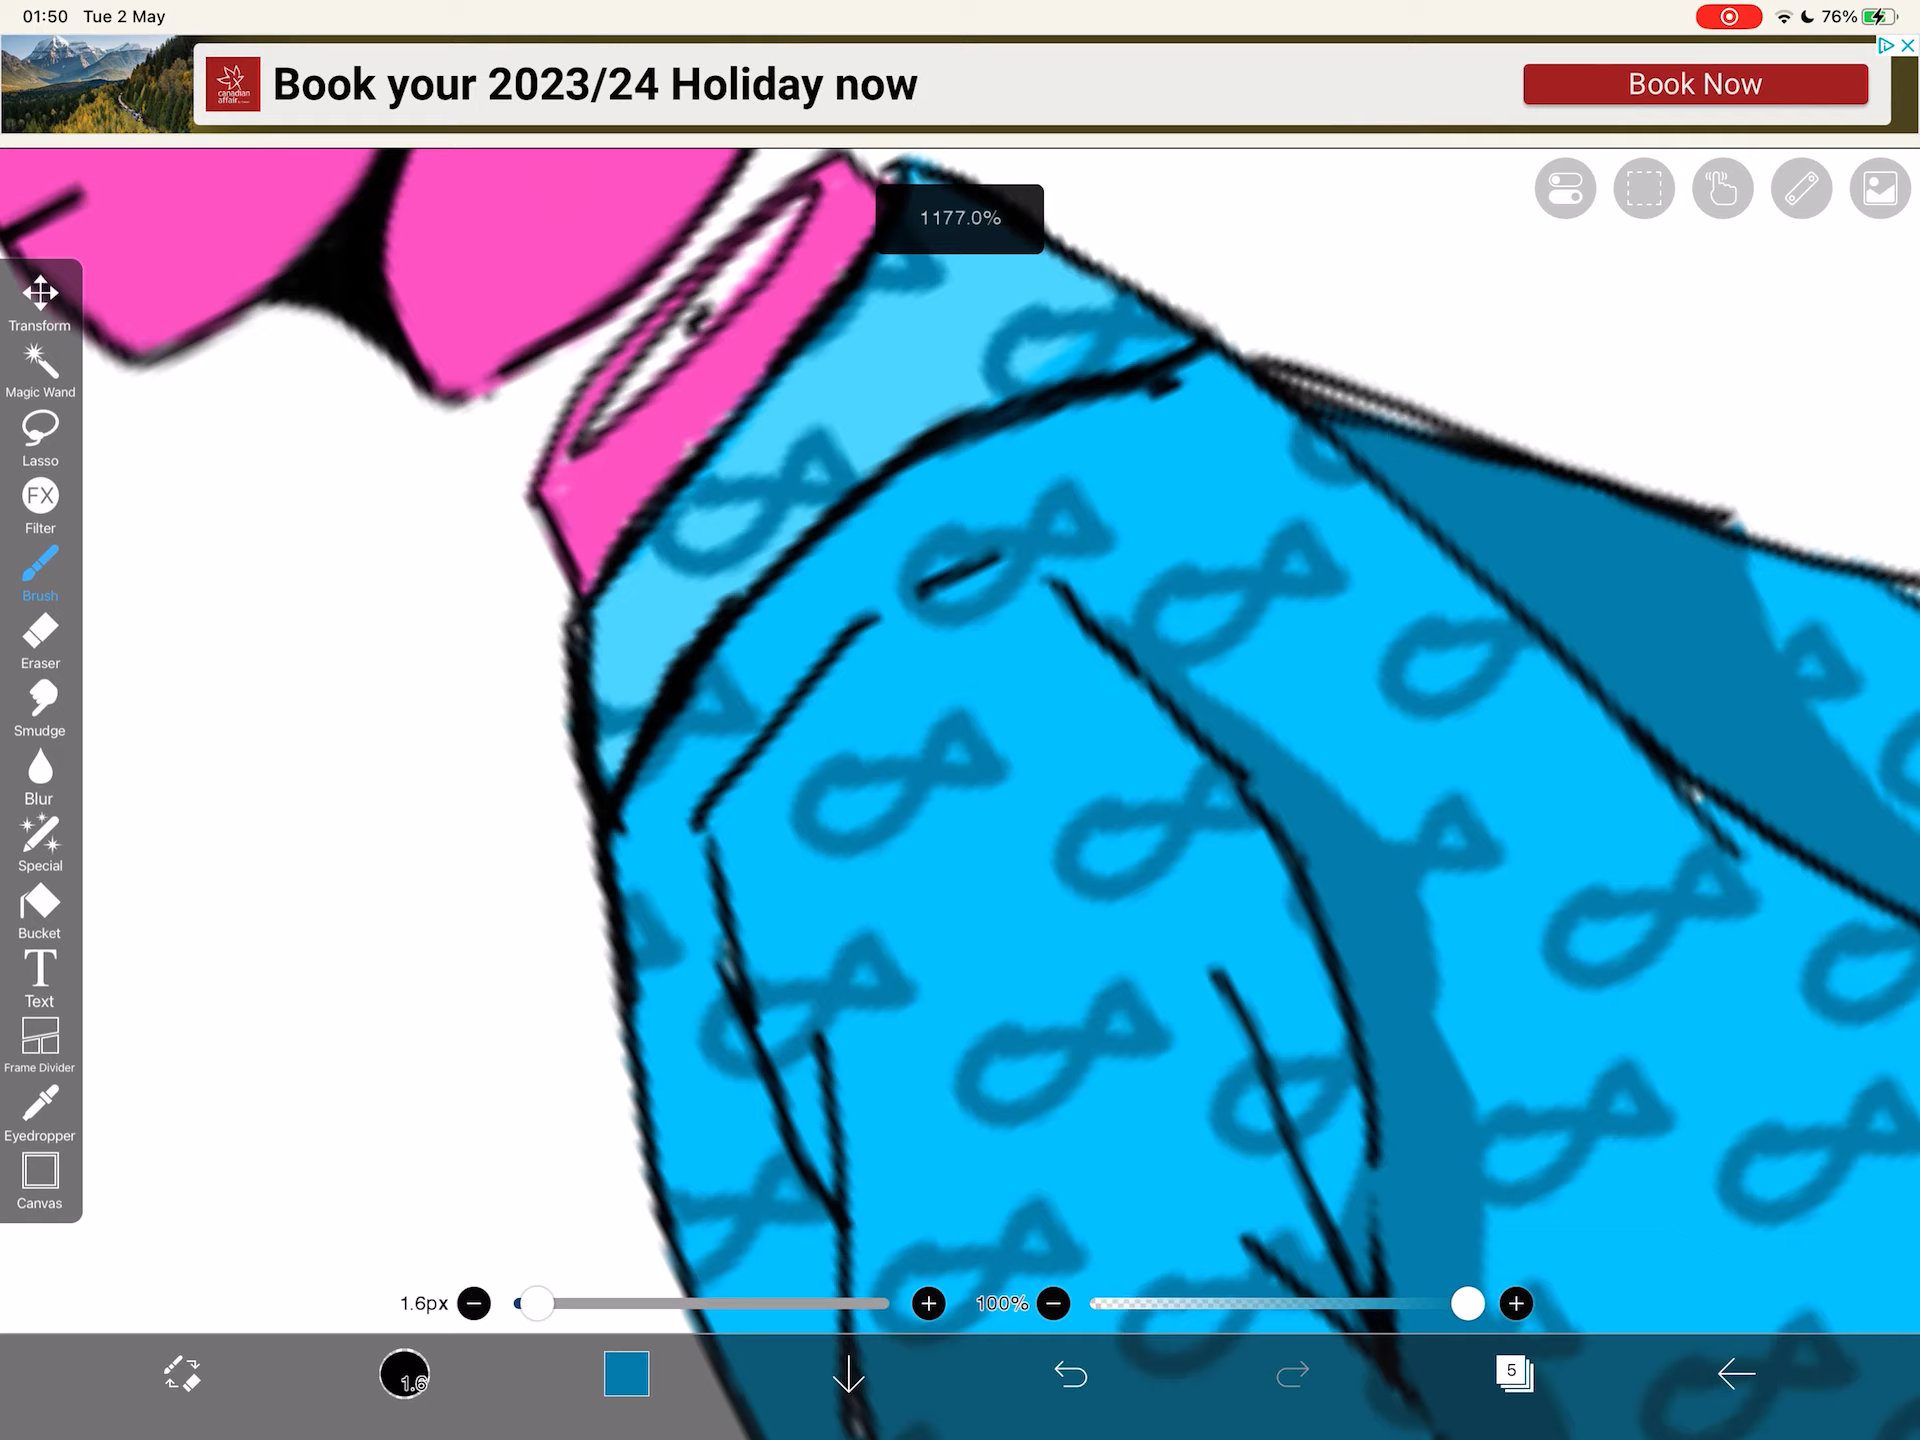 01:50 Tue 2 May
76%
canadian
affair
Book your 2023/24 Holiday now
Book Now
1177.0%
Transform
Magic Wand
Lasso
FX
Filter
Brush
Eraser
Smudge
Blur
Special
Bucket
T
Text
Frame Divider
Eyedropper
Canvas
1.6px
100%
1.6
5